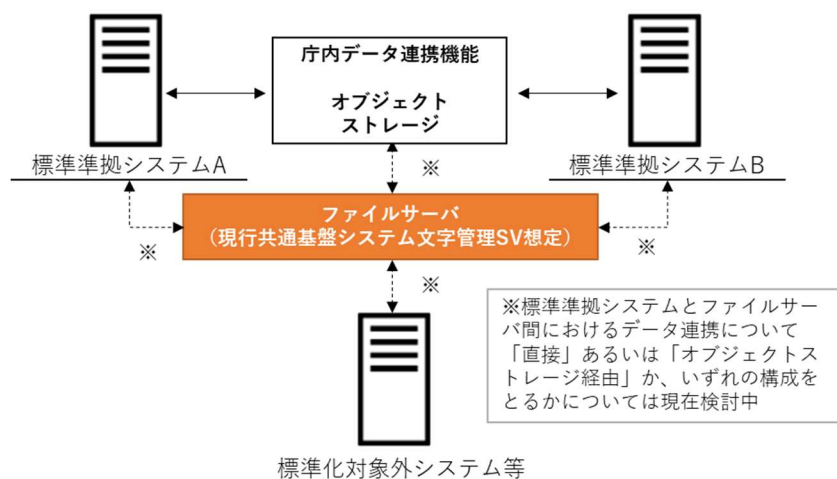 庁内データ連携機能
オブジェクト
ストレージ
標準準拠システムA
標準準拠システムB
※
ファイルサーバ
（現行共通基盤システム文字管理SV想定）
※
※
※
※標準準拠システムとファイルサー
バ間におけるデータ連携について
「直接」あるいは「オブジェクトス
トレージ経由」か、いずれの構成を
とるかについては現在検討中
標準化対象外システム等